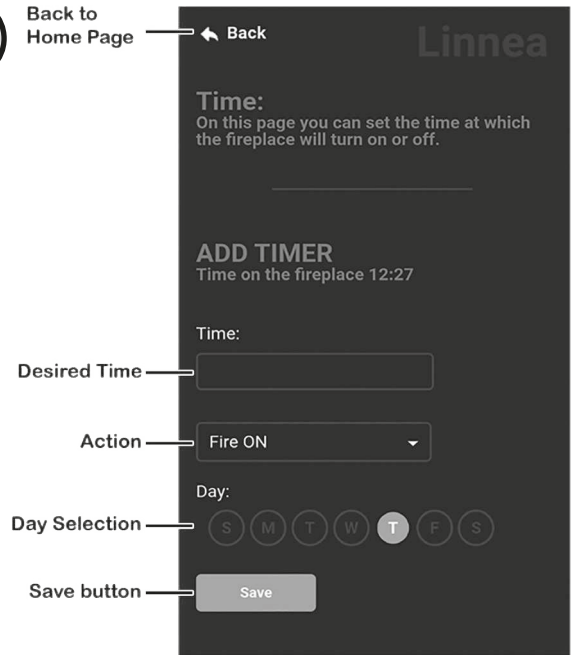 Back to
Home Page
Back
Linnea
Time:
On this page you can set the time at which
the fireplace will turn on or off.
ADD TIMER
Time on the fireplace 12:27
Time:
Desired Time
Action
Fire ON
Day:
Day Selection
S M T W T F S
Save button
Save